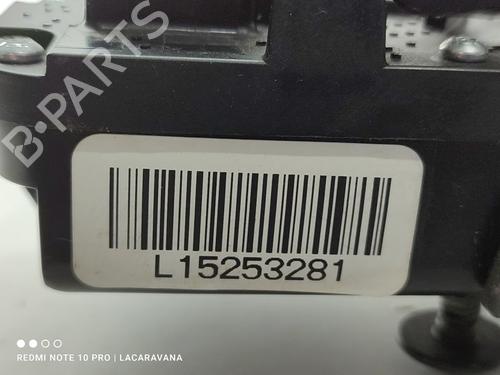 B-PARTS
L15253281
REDMI NOTE 10 PRO | LACARAVANA